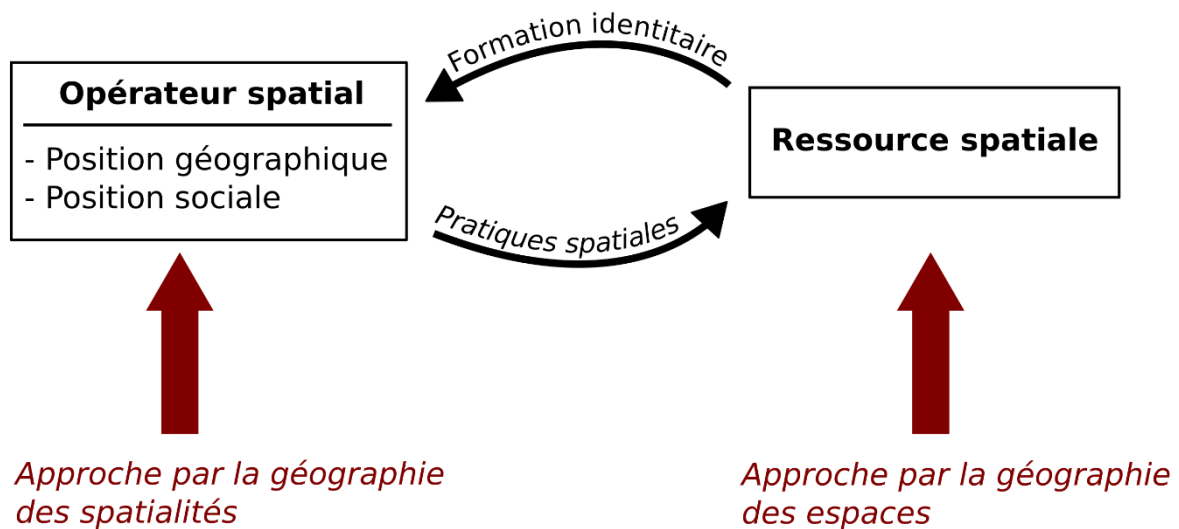 Formation identitaire
Opérateur spatial
- Position géographique
- Position sociale
Ressource spatiale
Pratiques spatiales
Approche par la géographie
des spatialités
Approche par la géographie
des espaces